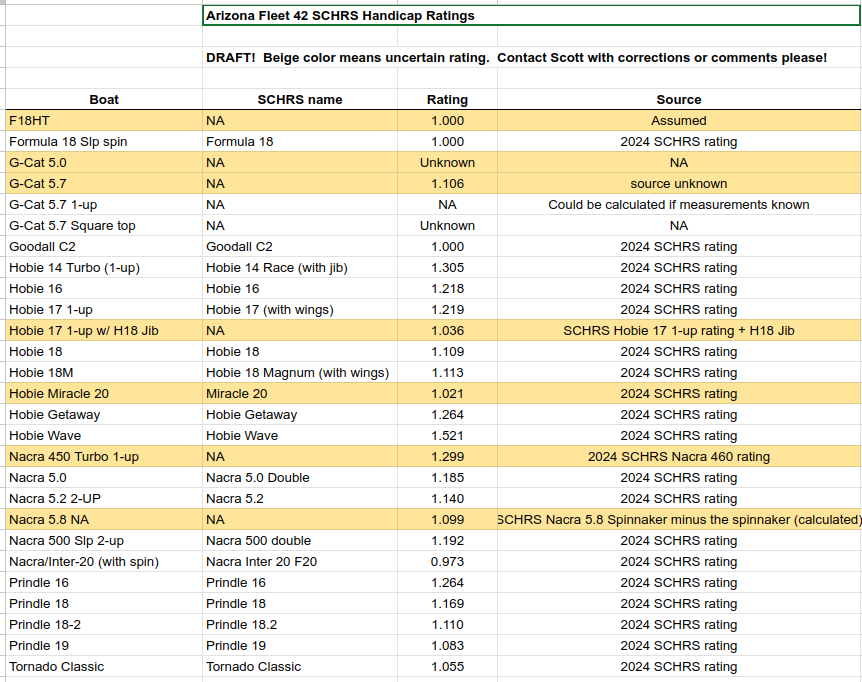 Arizona Fleet 42 SCHRS Handicap Ratings
DRAFT! Beige color means uncertain rating. Contact Scott with corrections or comments please!
Boat SCHRS name Rating Source
F18HT NA 1.000 Assumed
Formula 18 Slp spin Formula 18 1.000 2024 SCHRS rating
G-Cat 5.0 NA Unknown NA
G-Cat 5.7 NA 1.106 source unknown
G-Cat 5.7 1-up NA NA Could be calculated if measurements known
G-Cat 5.7 Square top NA Unknown NA
Goodall C2 Goodall C2 1.000 2024 SCHRS rating
Hobie 14 Turbo (1-up) Hobie 14 Race (with jib) 1.305 2024 SCHRS rating
Hobie 16 Hobie 16 1.218 2024 SCHRS rating
Hobie 17 1-up Hobie 17 (with wings) 1.219 2024 SCHRS rating
Hobie 17 1-up w/ H18 Jib NA 1.036 SCHRS Hobie 17 1-up rating + H18 Jib
Hobie 18 Hobie 18 1.109 2024 SCHRS rating
Hobie 18M Hobie 18 Magnum (with wings) 1.113 2024 SCHRS rating
Hobie Miracle 20 Miracle 20 1.021 2024 SCHRS rating
Hobie Getaway Hobie Getaway 1.264 2024 SCHRS rating
Hobie Wave Hobie Wave 1.521 2024 SCHRS rating
Nacra 450 Turbo 1-up NA 1.299 2024 SCHRS Nacra 460 rating
Nacra 5.0 Nacra 5.0 Double 1.185 2024 SCHRS rating
Nacra 5.2 2-UP Nacra 5.2 1.140 2024 SCHRS rating
Nacra 5.8 NA NA 1.099 SCHRS Nacra 5.8 Spinnaker minus the spinnaker (calculated)
Nacra 500 Slp 2-up Nacra 500 double 1.192 2024 SCHRS rating
Nacra/Inter-20 (with spin) Nacra Inter 20 F20 0.973 2024 SCHRS rating
Prindle 16 Prindle 16 1.264 2024 SCHRS rating
Prindle 18 Prindle 18 1.169 2024 SCHRS rating
Prindle 18-2 Prindle 18.2 1.110 2024 SCHRS rating
Prindle 19 Prindle 19 1.083 2024 SCHRS rating
Tornado Classic Tornado Classic 1.055 2024 SCHRS rating